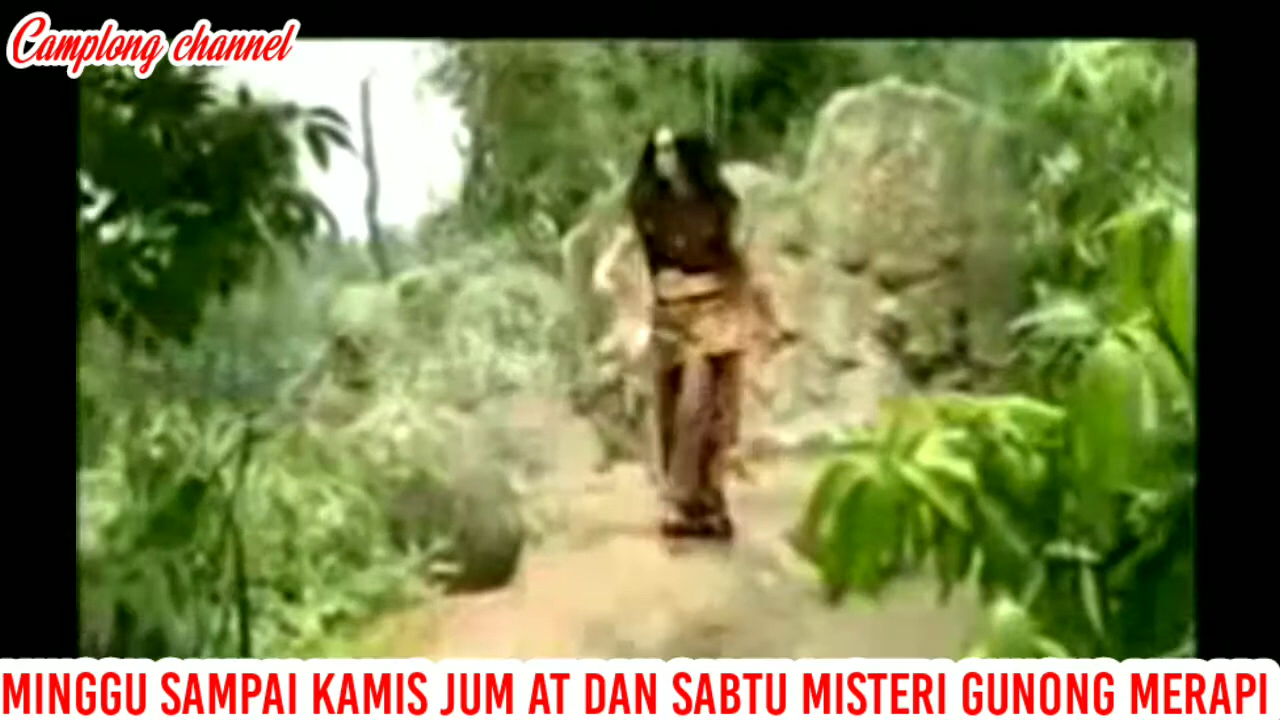 Camplong channel
MINGGU SAMPAI KAMIS JUM AT DAN SABTU MISTERI GUNONG MERAPI